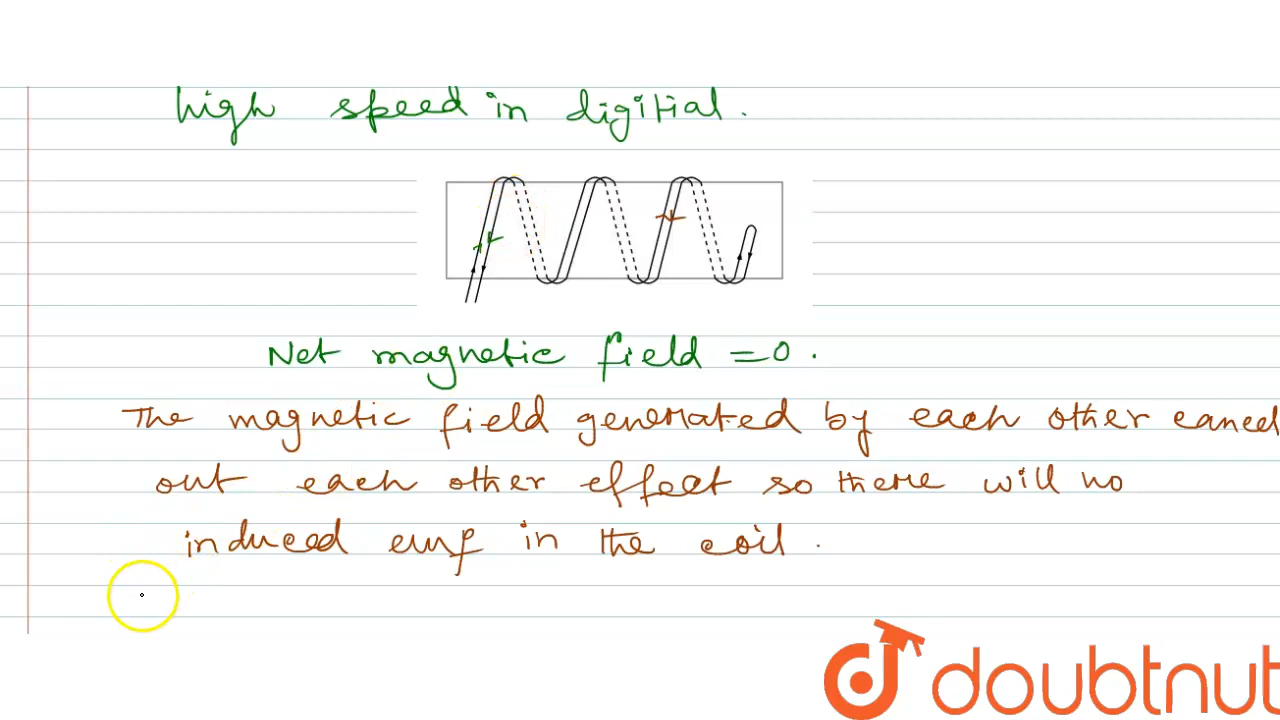 high speed in digitial.
Net magnetic field = 0.
The magnetic field generated by each other cancel
out each other effect so there will no
induced emf in the coil.
doubtnut